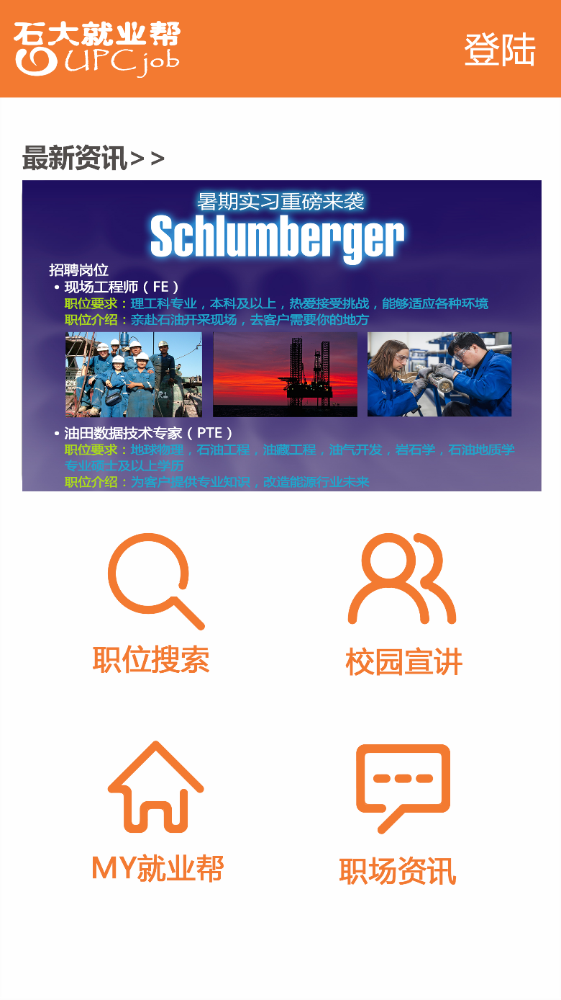 石大就业帮
UPCjob
登陆
最新资讯>>
暑期实习重磅来袭
Schlumberger
招聘岗位
• 现场工程师（FE）
职位要求：理工科专业，本科及以上，热爱接受挑战，能够适应各种环境
职位介绍：亲赴石油开采现场，去客户需要你的地方
• 油田数据技术专家（PTE）
职位要求：地球物理，石油工程，油藏工程，油气开发，岩石学，石油地质学
专业硕士及以上学历
职位介绍：为客户提供专业知识，改造能源行业未来
职位搜索
校园宣讲
MY就业帮
职场资讯